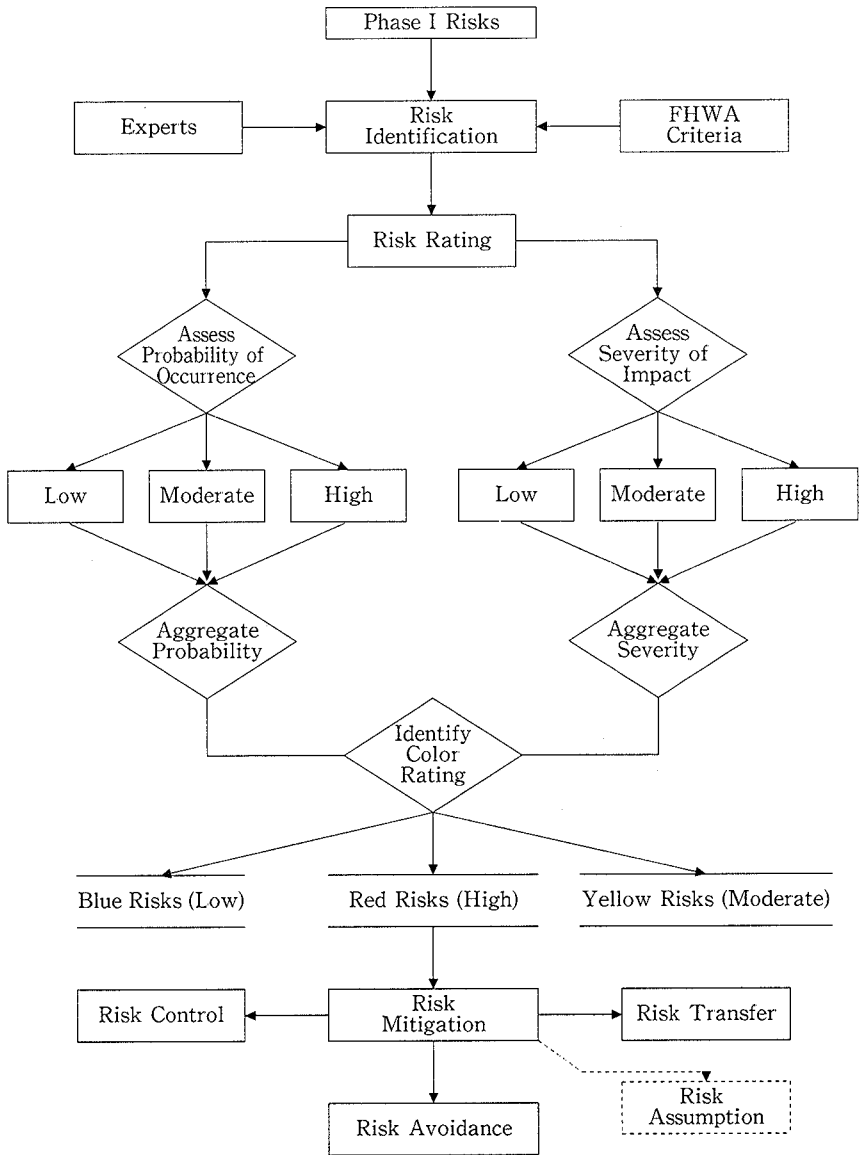 Phase I Risks
Experts
Risk
Identification
FHWA
Criteria
Risk Rating
Assess
Probability of
Occurrence
Assess
Severity of
Impact
Low
Moderate
High
Low
Moderate
High
Aggregate
Probability
Aggregate
Severity
Identify
Color
Rating
Blue Risks (Low)
Red Risks (High)
Yellow Risks (Moderate)
Risk Control
Risk
Mitigation
Risk Transfer
Risk
Assumption
Risk Avoidance